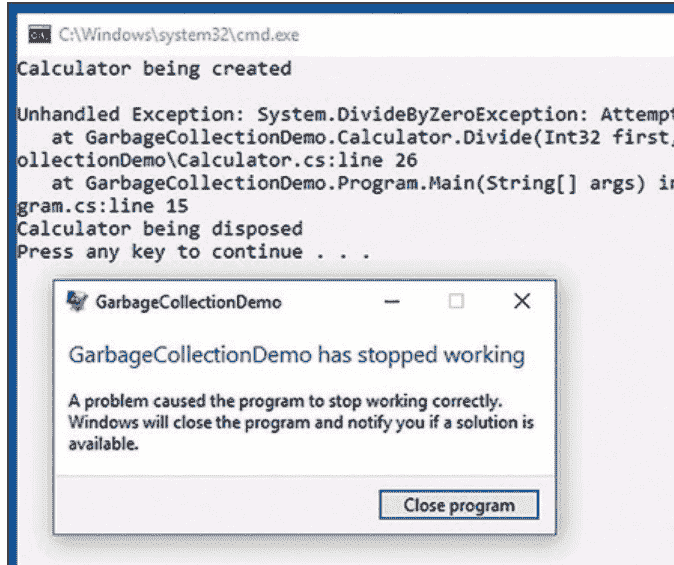 C:\Windows\system32\cmd.exe
Calculator being created
Unhandled Exception: System.DivideByZeroException: Attempt
at GarbageCollectionDemo.Calculator.Divide(Int32 first,
ollectionDemo\Calculator.cs:line 26
at GarbageCollectionDemo.Program.Main(String[] args) in
gram.cs:line 15
Calculator being disposed
Press any key to continue . . .
GarbageCollectionDemo
GarbageCollectionDemo has stopped working
A problem caused the program to stop working correctly.
Windows will close the program and notify you if a solution is
available.
Close program